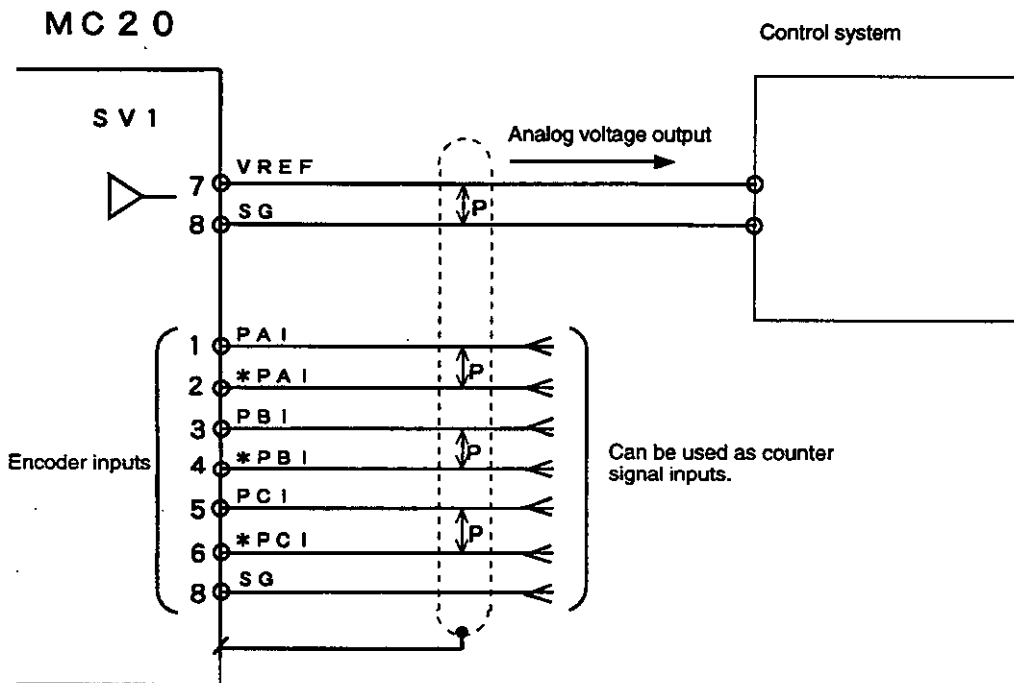 MC20
Control system
SV1
Analog voltage output
7 VREF
P
8 SG
1 PAI
P
2 *PAI
3 PBI
P
Encoder inputs
4 *PBI
Can be used as counter
signal inputs.
5 PCI
P
6 *PCI
8 SG